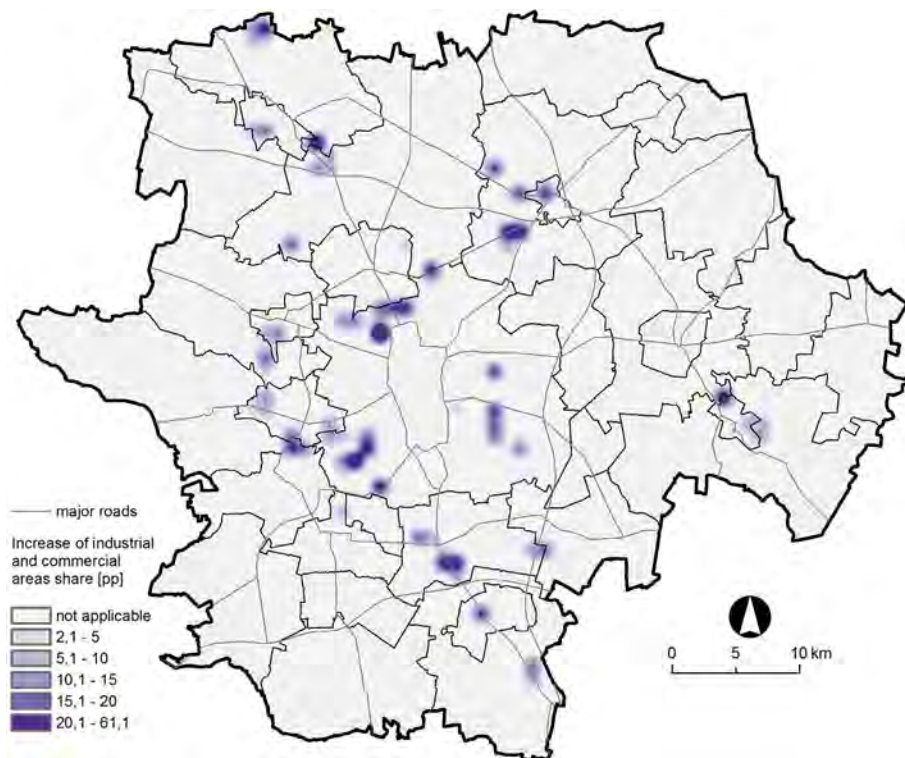 major roads
Increase of industrial
and commercial
areas share [pp]
not applicable
2,1 - 5
5,1 - 10
10,1 - 15
15,1 - 20
20,1 - 61,1
0 5 10 km